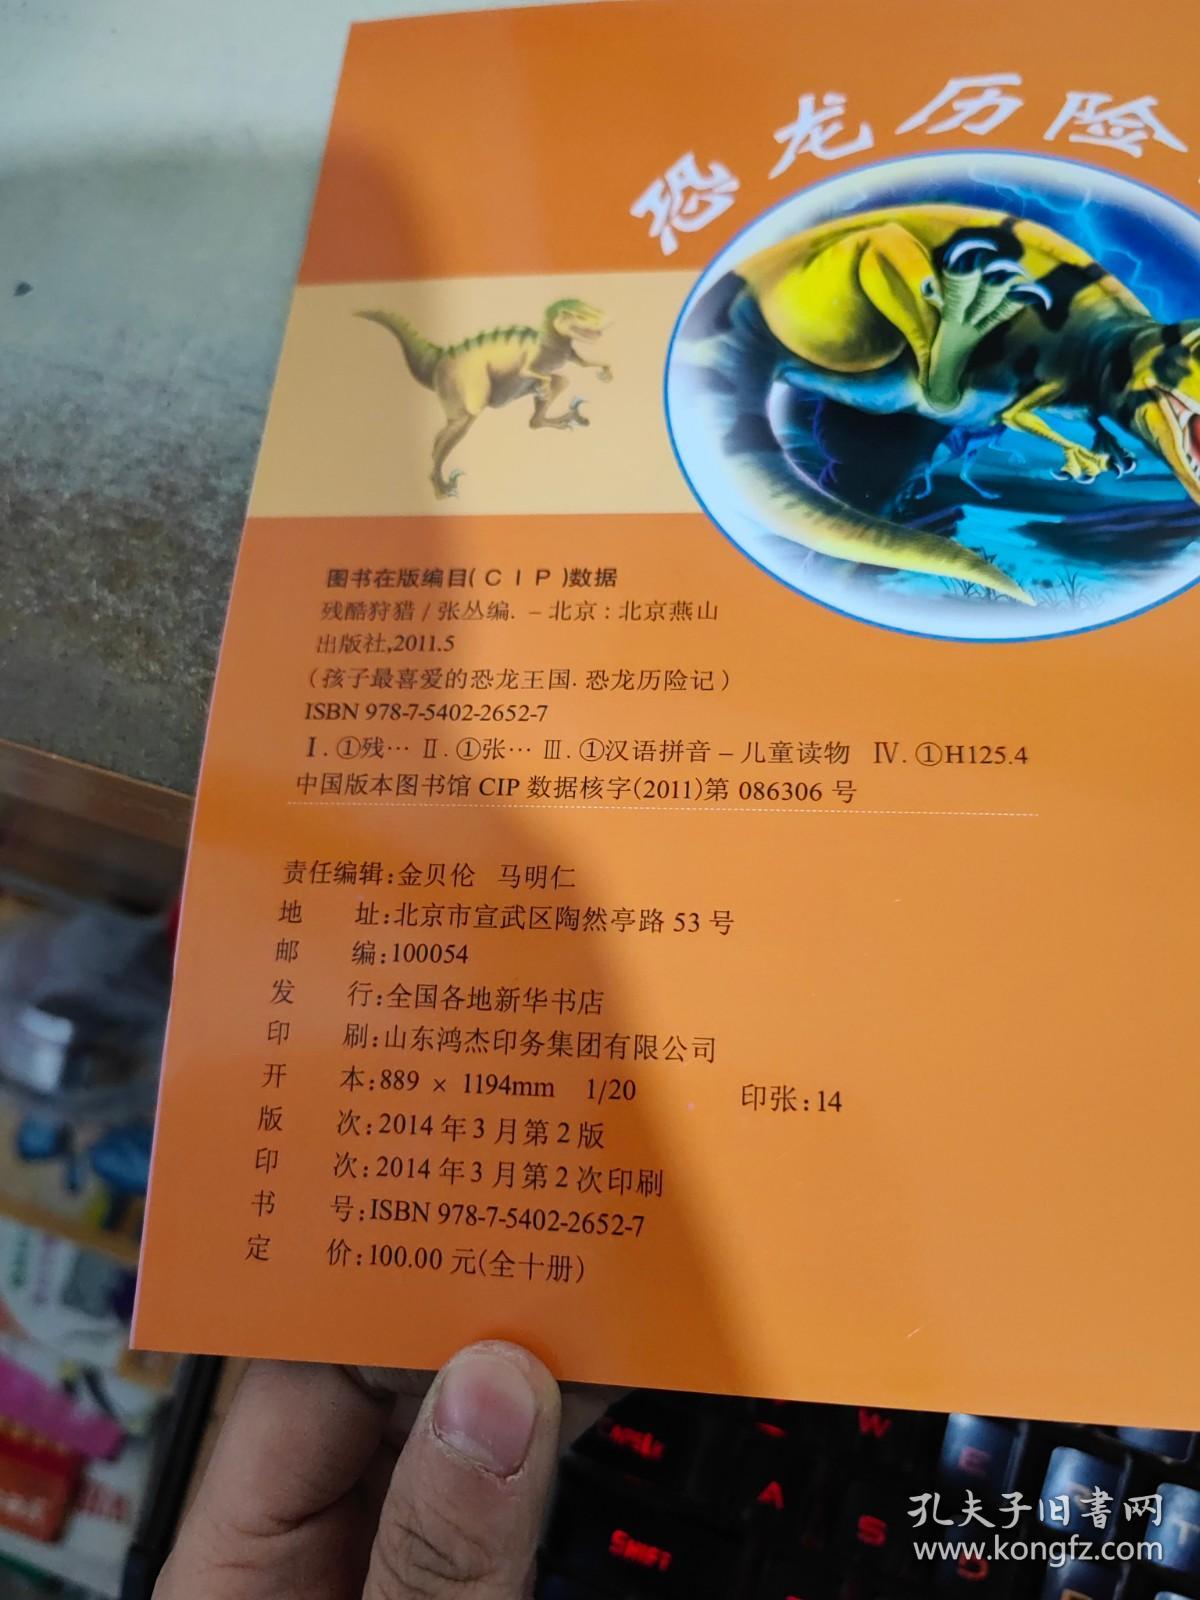 恐龙历险
图书在版编目(CIP)数据
残酷狩猎/张丛编. –北京:北京燕山
出版社,2011.5
(孩子最喜爱的恐龙王国.恐龙历险记)
ISBN 978-7-5402-2652-7
Ⅰ.①残… Ⅱ.①张… Ⅲ.①汉语拼音–儿童读物 Ⅳ.①H125.4
中国版本图书馆CIP数据核字(2011)第086306号
责任编辑:金贝伦 马明仁
地 址:北京市宣武区陶然亭路53号
邮 编:100054
发 行:全国各地新华书店
印 刷:山东鸿杰印务集团有限公司
开 本:889 × 1194mm 1/20 印张:14
版 次:2014年3月第2版
印 次:2014年3月第2次印刷
书 号:ISBN 978-7-5402-2652-7
定 价:100.00元(全十册)
W
E
A
S
D
SHIFT
孔夫子旧書网
www.kongfz.com